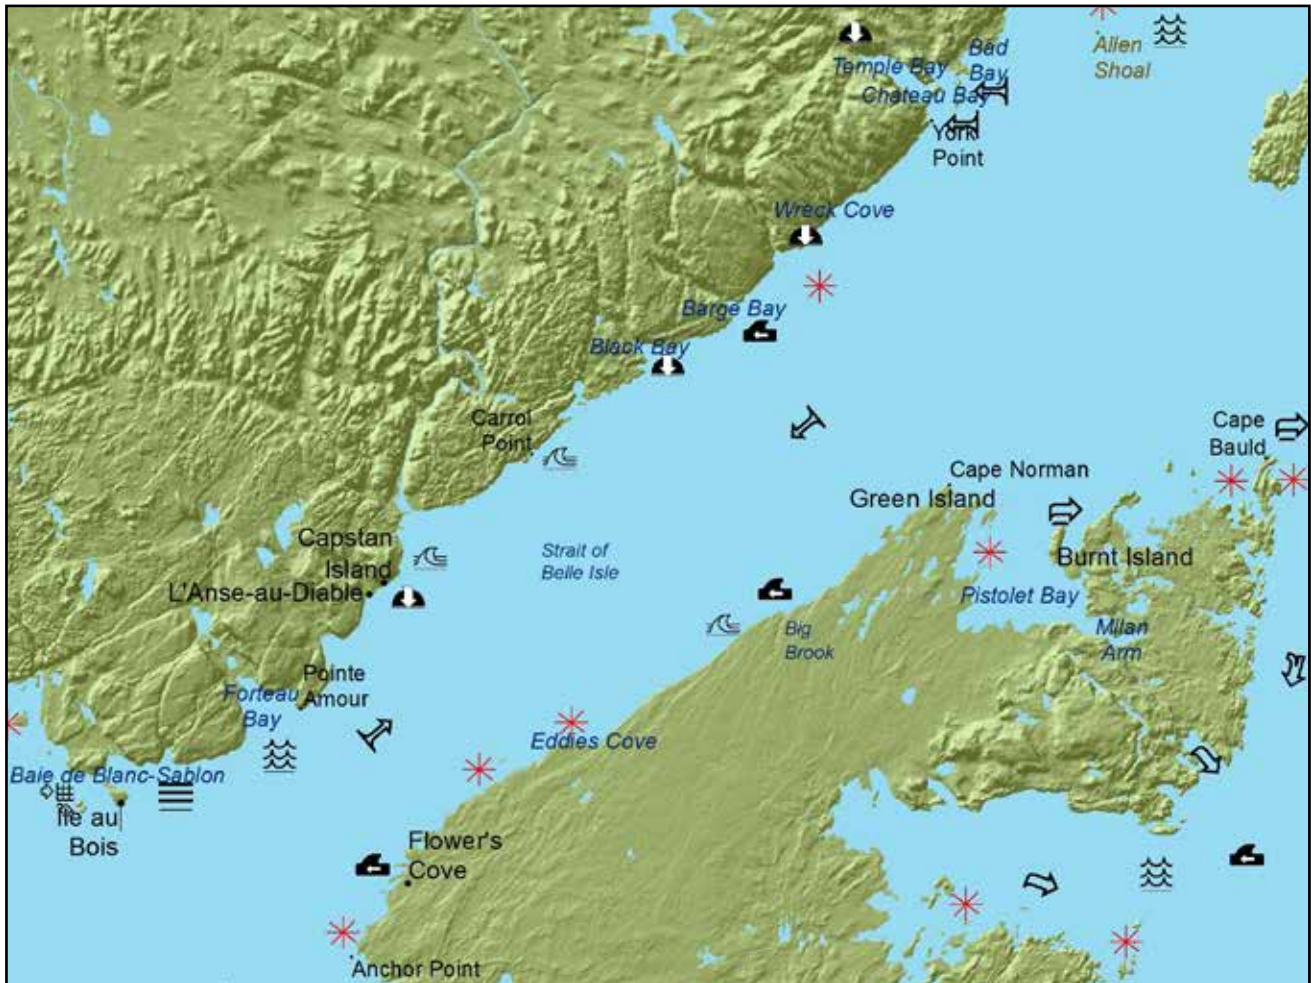 Temple Bay
Bad
Bay
Allen
Shoal
Chateau Bay
York
Point
Wreck Cove
Barge Bay
Black Bay
Carrol
Point
Cape
Bauld
Cape Norman
Green Island
Capstan
Island
Strait of
Belle Isle
Burnt Island
L'Anse-au-Diable
Pistolet Bay
Big
Brook
Milan
Arm
Pointe
Amour
Forteau
Bay
Eddies Cove
Baie de Blanc-Sablon
Île au
Bois
Flower's
Cove
Anchor Point